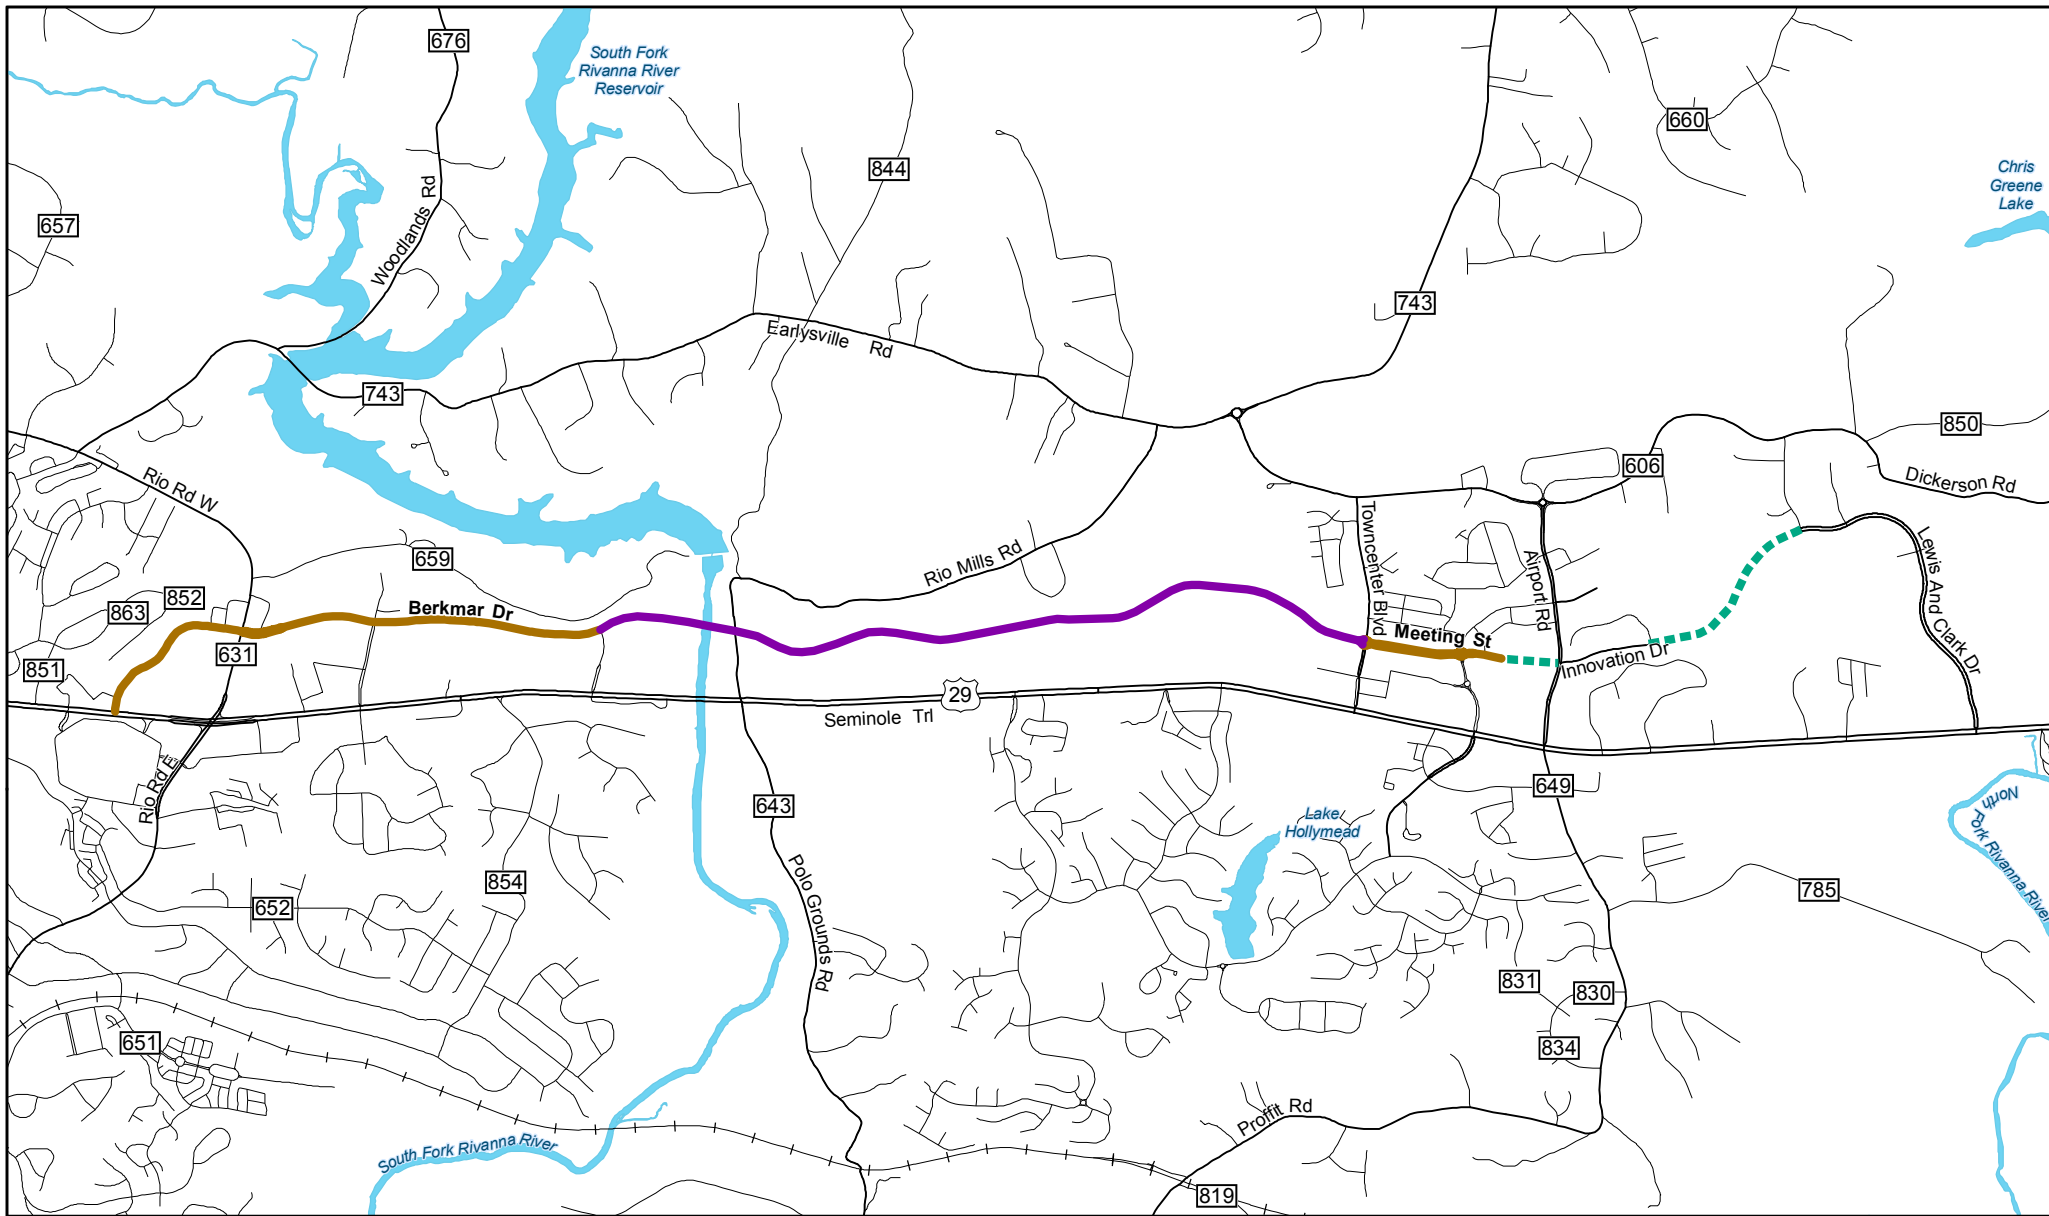 676
South Fork
Rivanna River
Reservoir
844
660
Chris
Greene
Lake
657
Woodlands Rd
743
Earlysville Rd
743
850
606
Dickerson Rd
Rio Rd W
Towncenter Blvd
Airport Rd
Lewis And Clark Dr
659
Rio Mills Rd
852
863
Berkmar Dr
Meeting St
631
851
Innovation Dr
29
Seminole Trl
Rio Rd E
643
649
North Fork Rivanna River
Lake
Hollymead
Polo Grounds Rd
854
785
652
831
830
651
834
Proffit Rd
South Fork Rivanna River
819